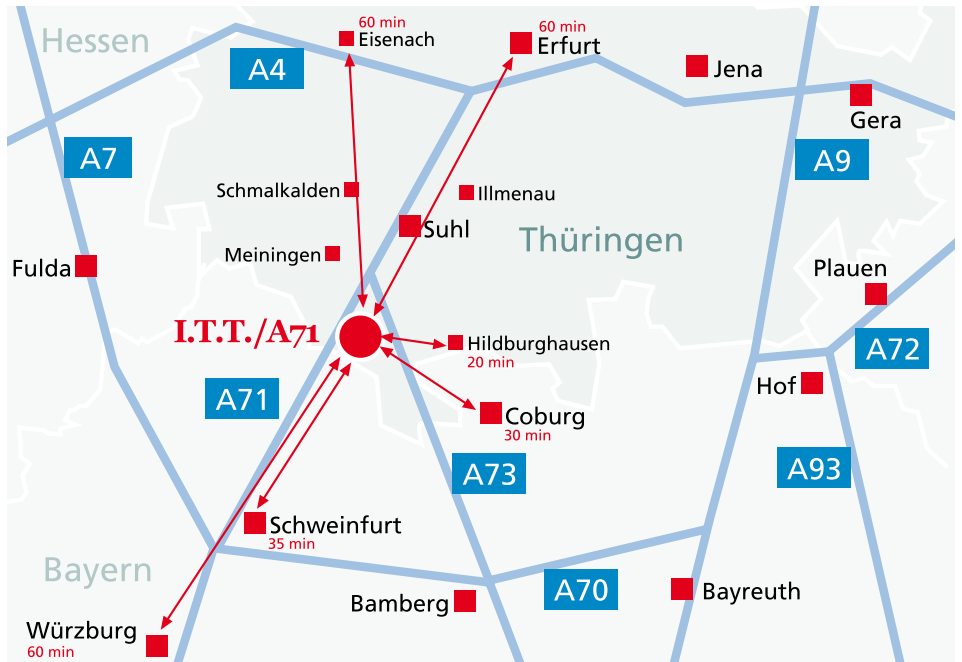 60 min
Hessen
Eisenach
60 min
Erfurt
A4
Jena
Gera
A7
A9
Schmalkalden
Illmenau
Suhl
Thüringen
Meiningen
Fulda
Plauen
I.T.T./A71
Hildburghausen
20 min
A72
A71
Hof
Coburg
30 min
A73
A93
Schweinfurt
35 min
Bayern
A70
Bamberg
Bayreuth
Würzburg
60 min